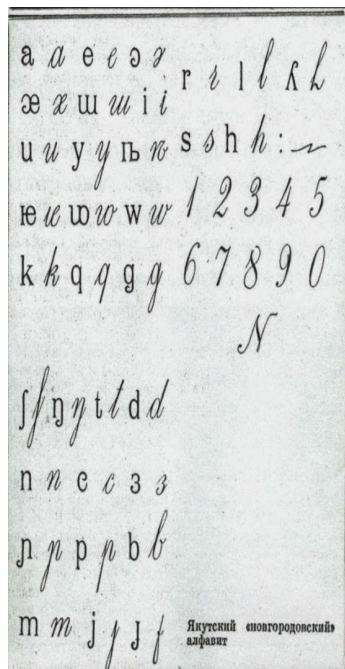 a a e e ɔ ɔ
ꭢ ꭢ ɯ ɯ i i
u u y y ꭠ ꭠ
ꭡ ꭡ ꭣ ꭣ w w
k k q q g g
ʃ ʃ ŋ ŋ t t d d
n n c c з з
ɲ ɲ p p b b
m m j j ɟ ɟ
r r l l ʎ ʎ
s s h h : ~
1 2 3 4 5
6 7 8 9 0
N
Якутский «новгородовский»
алфавит